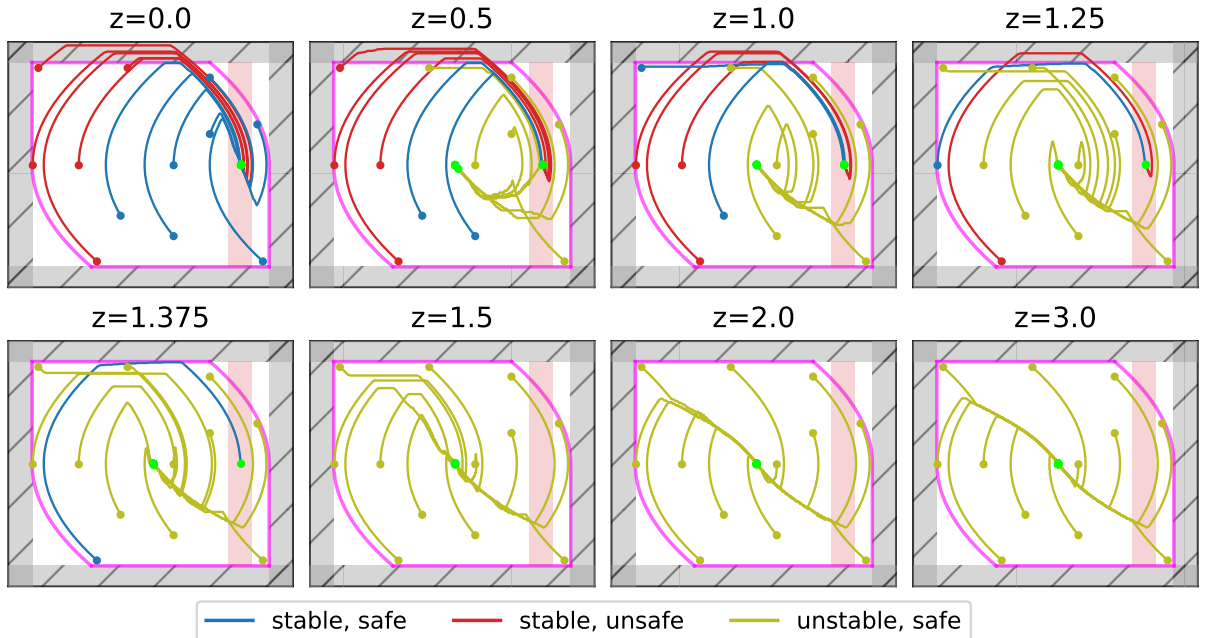 z=0.0 z=0.5 z=1.0 z=1.25
z=1.375 z=1.5 z=2.0 z=3.0
stable, safe stable, unsafe unstable, safe